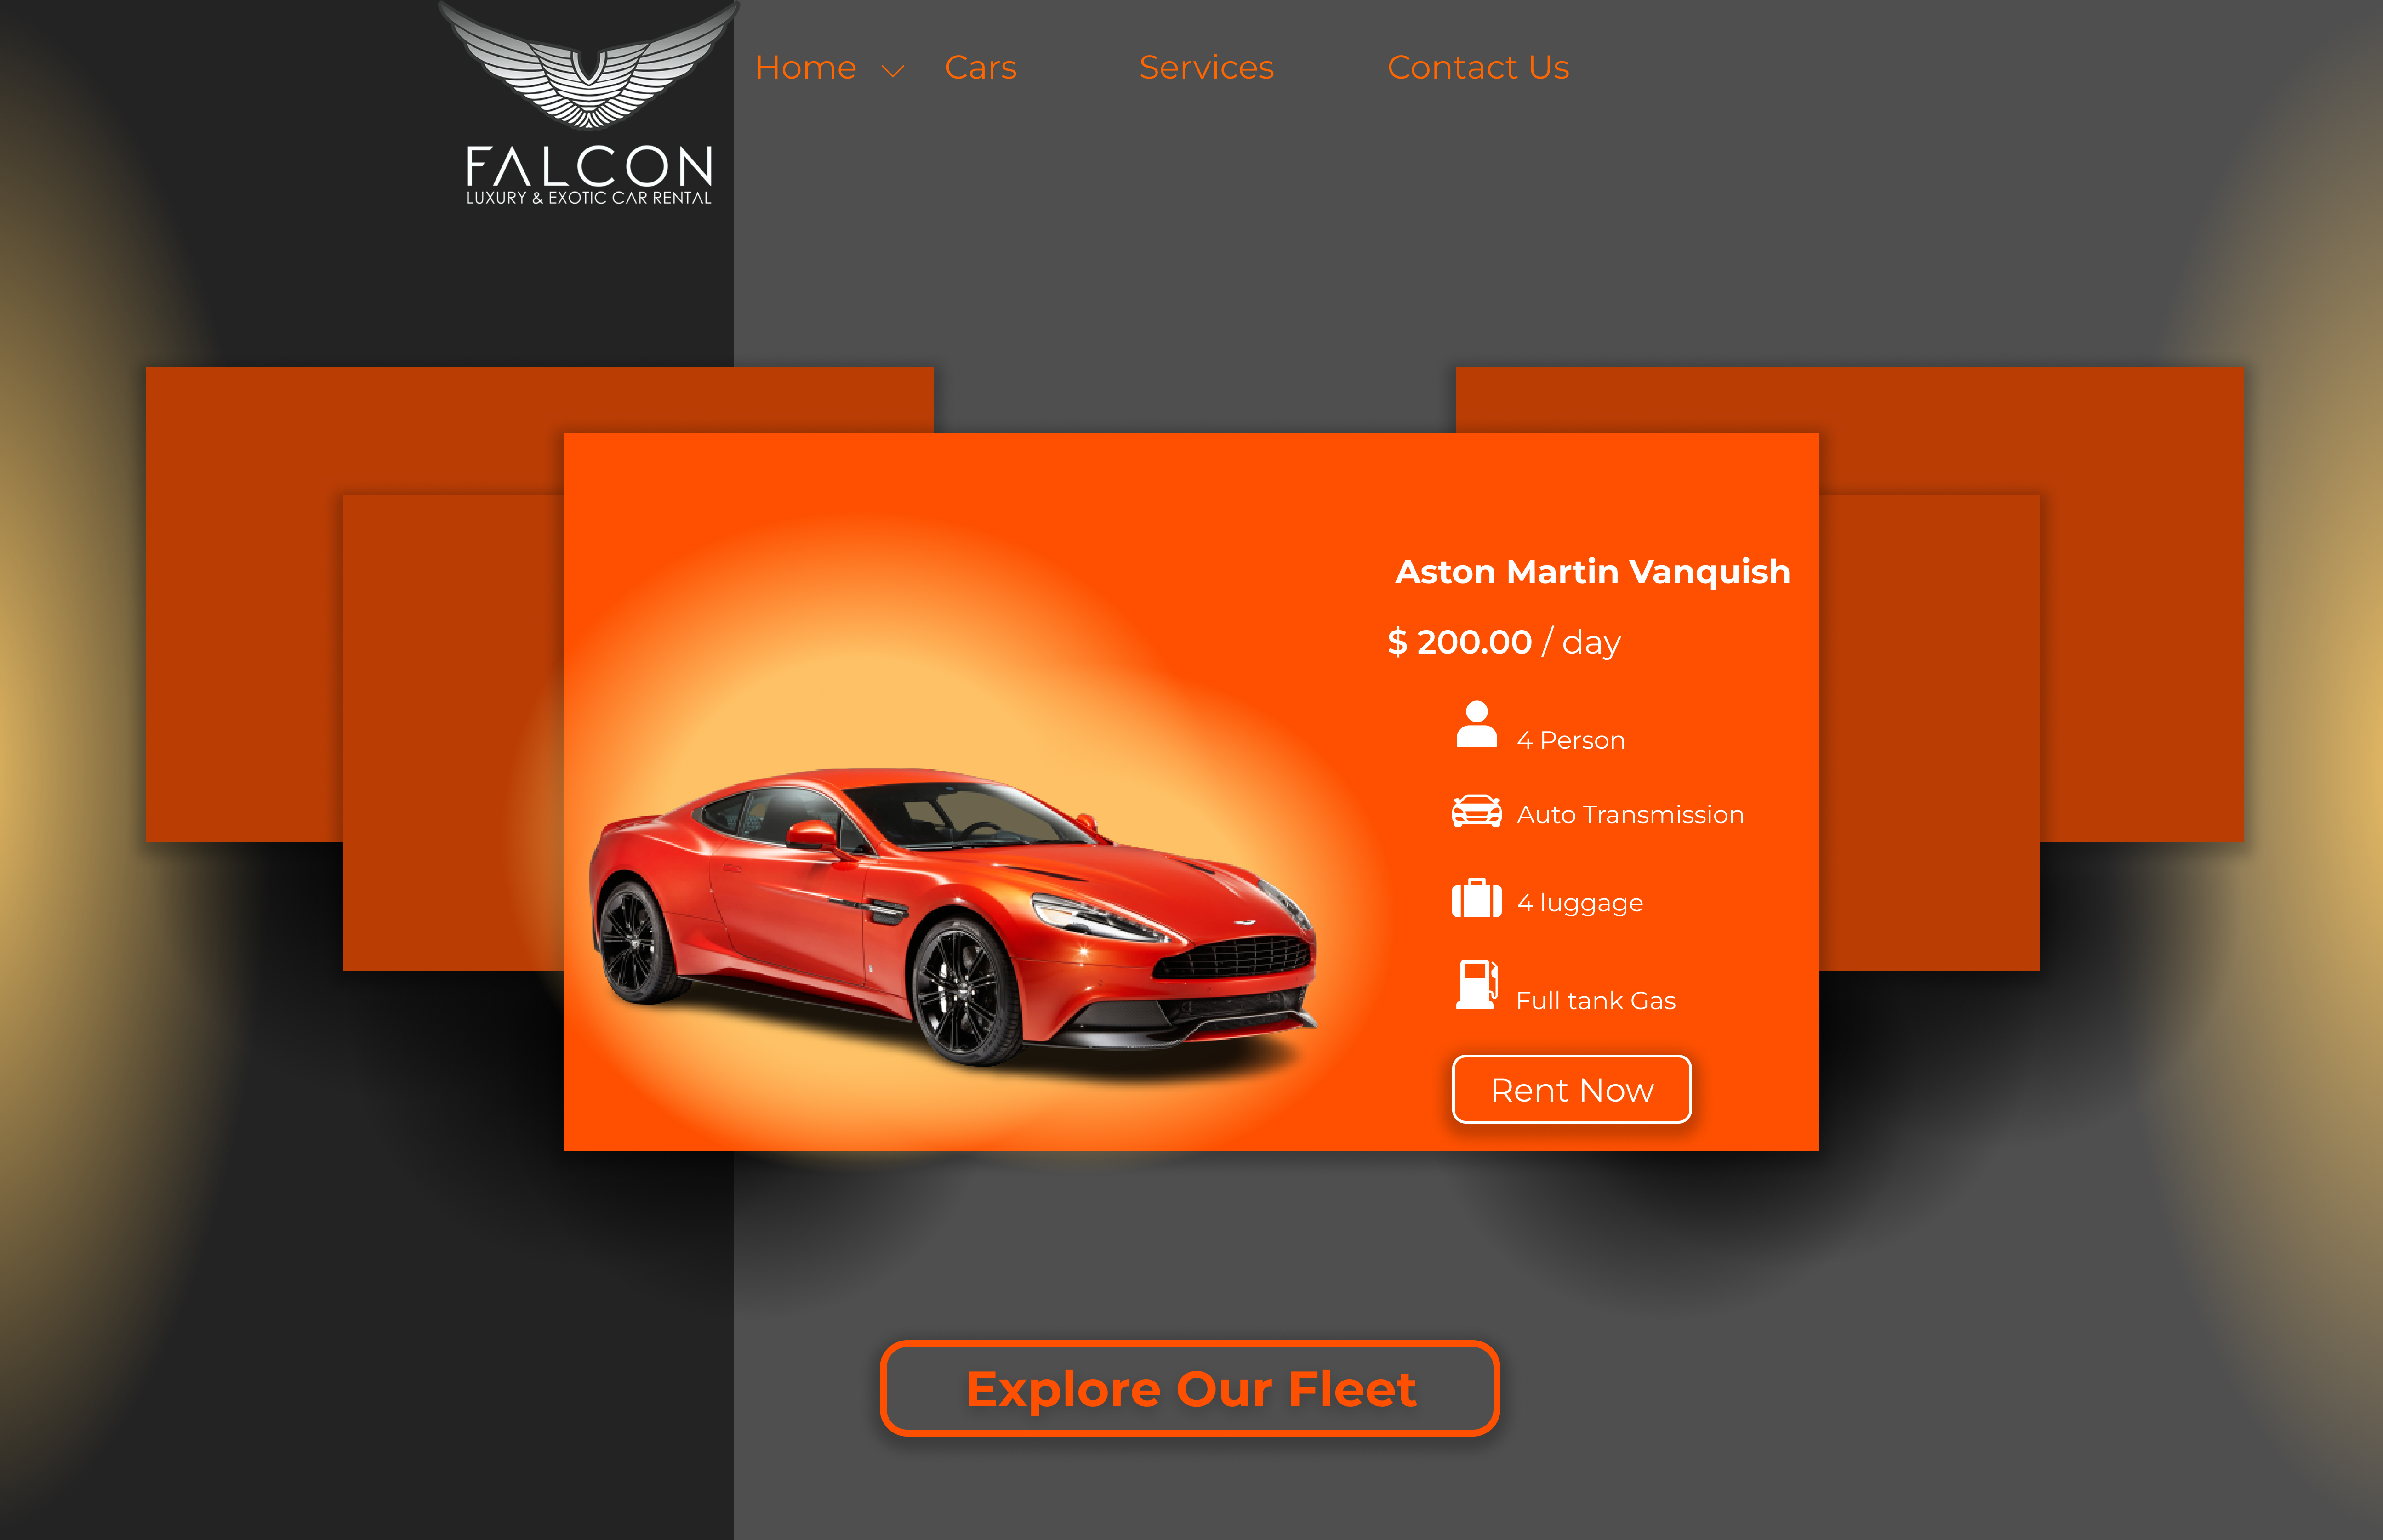 Home
Cars
Services
Contact Us
FALCON
LUXURY & EXOTIC CAR RENTAL
Aston Martin Vanquish
$ 200.00 / day
4 Person
Auto Transmission
4 luggage
Full tank Gas
Rent Now
Explore Our Fleet